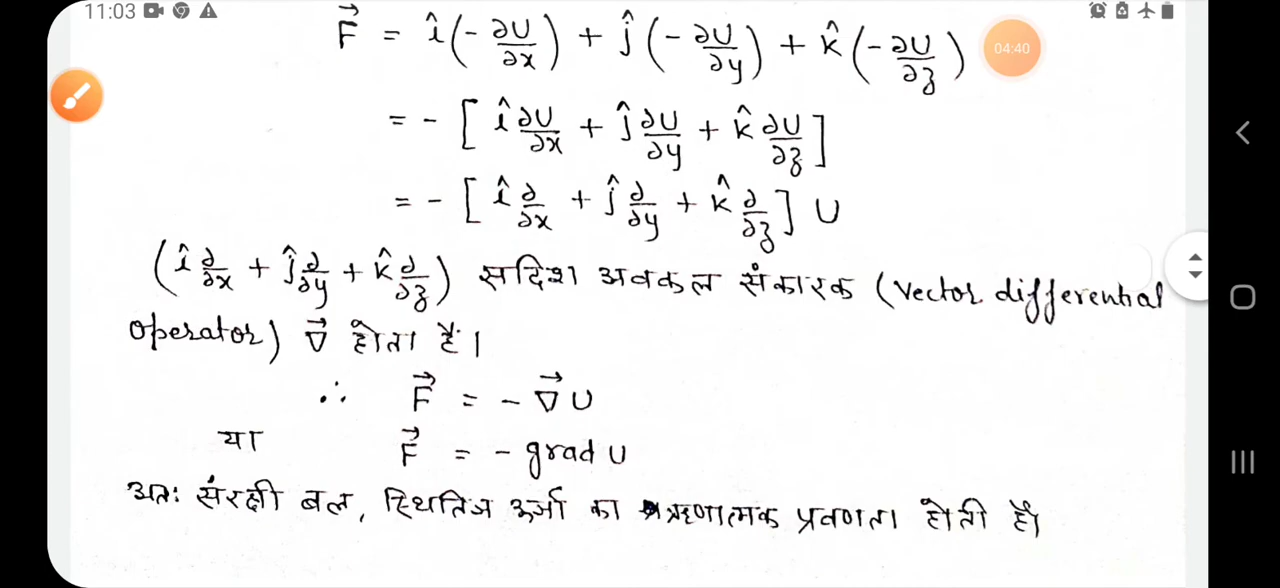 11:03
04:40
F⃗ = î(-∂U/∂x) + ĵ(-∂U/∂y) + k̂(-∂U/∂z)
= - [î ∂U/∂x + ĵ ∂U/∂y + k̂ ∂U/∂z]
= - [î ∂/∂x + ĵ ∂/∂y + k̂ ∂/∂z] U
(î ∂/∂x + ĵ ∂/∂y + k̂ ∂/∂z) सदिश अवकल संकारक (vector differential
operator) ∇⃗ होता है।
∴ F⃗ = - ∇⃗ U
या F⃗ = - grad U
अतः संरक्षी बल, स्थितिज ऊर्जा का ऋणात्मक प्रवणता होती है।